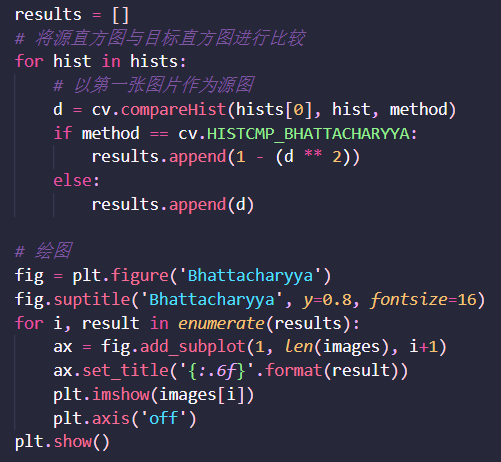 results = []
# 将源直方图与目标直方图进行比较
for hist in hists:
    # 以第一张图片作为源图
    d = cv.compareHist(hists[0], hist, method)
    if method == cv.HISTCMP_BHATTACHARYYA:
        results.append(1 - (d ** 2))
    else:
        results.append(d)

# 绘图
fig = plt.figure('Bhattacharyya')
fig.suptitle('Bhattacharyya', y=0.8, fontsize=16)
for i, result in enumerate(results):
    ax = fig.add_subplot(1, len(images), i+1)
    ax.set_title('{:.6f}'.format(result))
    plt.imshow(images[i])
    plt.axis('off')
plt.show()